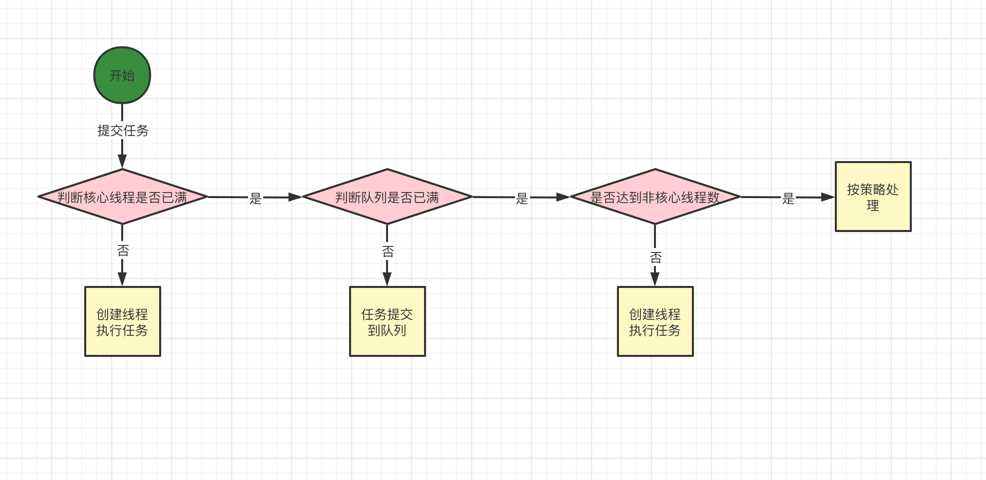 开始
提交任务
判断核心线程是否已满
是
判断队列是否已满
是
是否达到非核心线程数
是
按策略处
理
否
否
否
创建线程
执行任务
任务提交
到队列
创建线程
执行任务